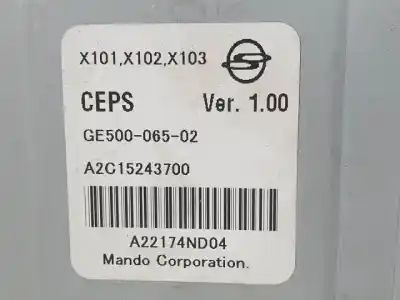 X101,X102,X103
CEPS Ver. 1.00
GE500-065-02
A2C15243700
A22174ND04
Mando Corporation.